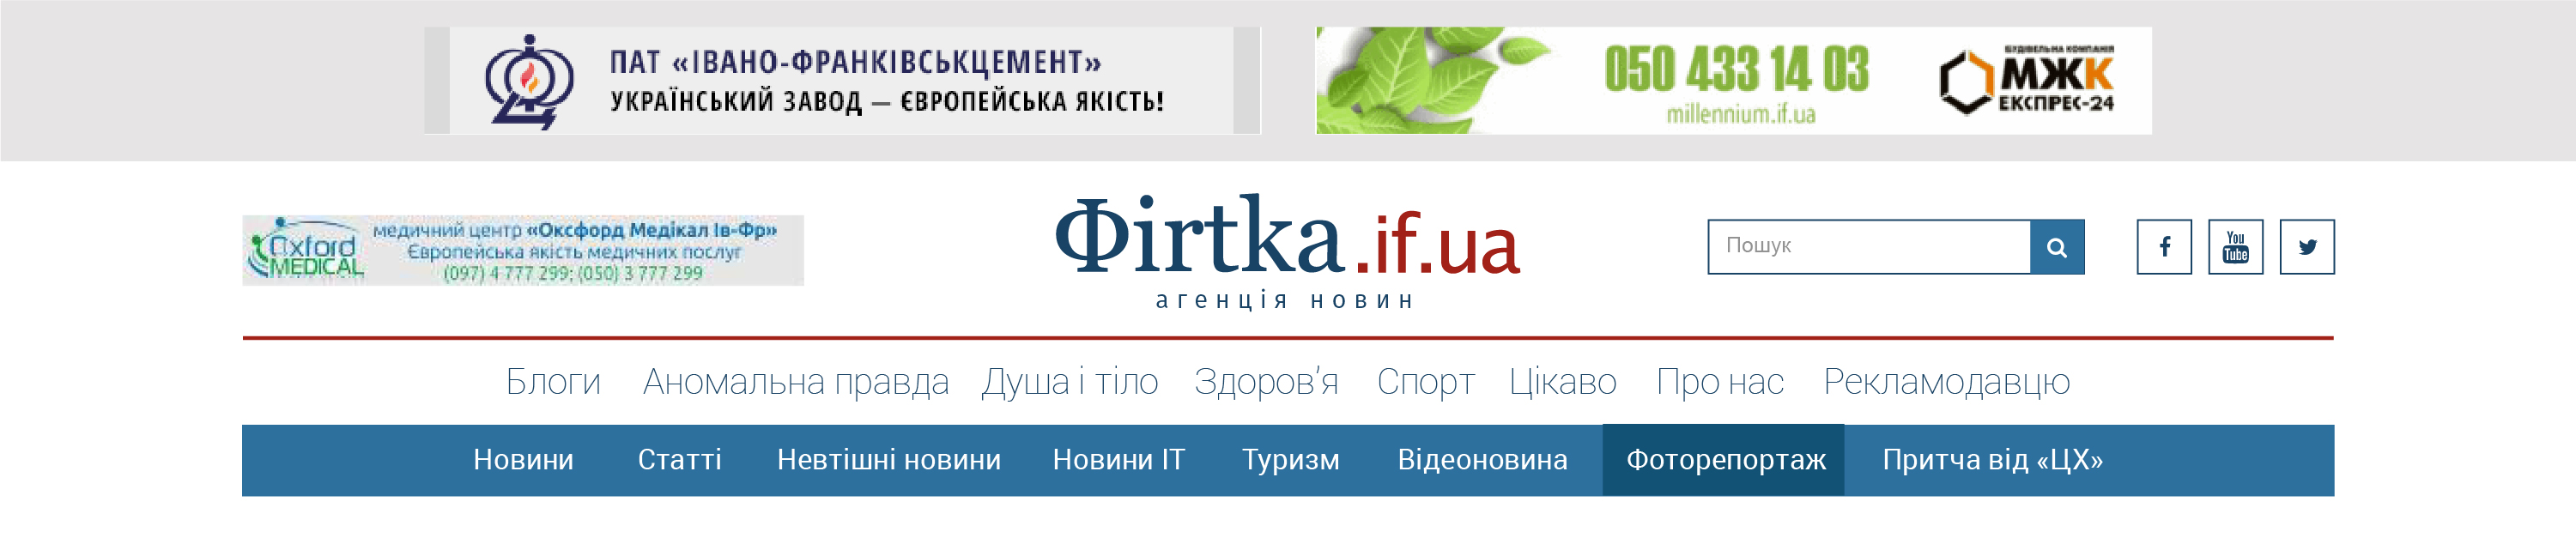 ПАТ «ІВАНО-ФРАНКІВСЬКЦЕМЕНТ»
УКРАЇНСЬКИЙ ЗАВОД — ЄВРОПЕЙСЬКА ЯКІСТЬ!
050 433 14 03
millennium.if.ua
БУДІВЕЛЬНА КОМПАНІЯ
МЖК
ЕКСПРЕС-24
Oxford
MEDICAL
медичний центр «Оксфорд Медікал Ів-Фр»
Європейська якість медичних послуг
(097) 4 777 299; (050) 3 777 299
Фіrtka.if.ua
агенція новин
Пошук
You
Tube
Блоги Аномальна правда Душа і тіло Здоров’я Спорт Цікаво Про нас Рекламодавцю
Новини Статті Невтішні новини Новини ІТ Туризм Відеоновина Фоторепортаж Притча від «ЦХ»